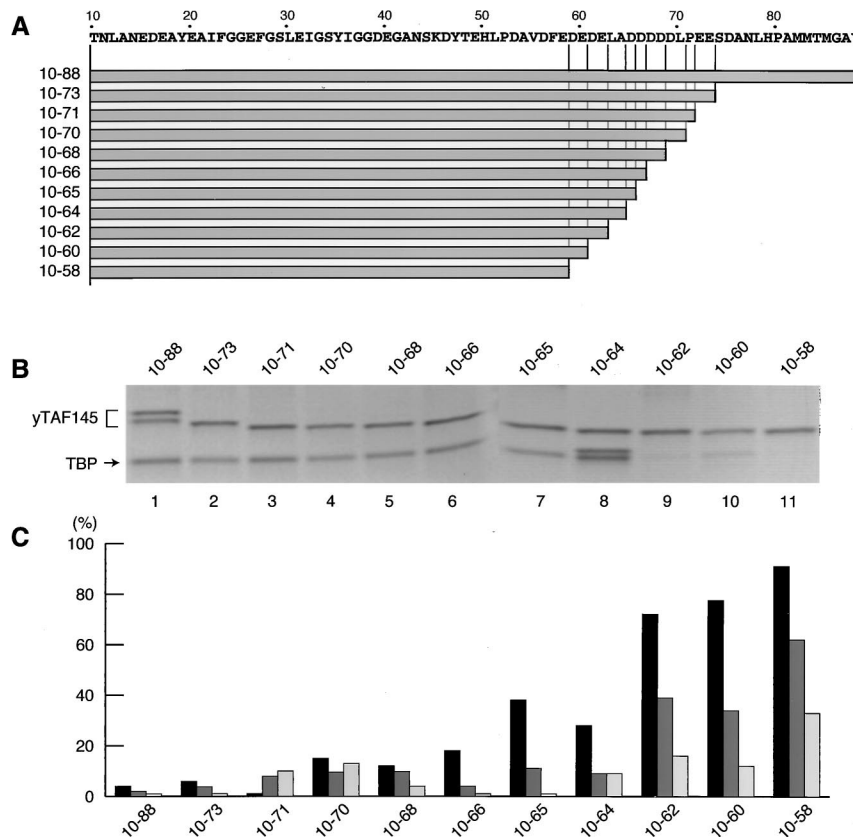 A
10 20 30 40 50 60 70 80
TNLANEDEAYEAIFGGEFGSLEIGSYIGGDEGANSKDYTEHLPDAVDFEDEDELADDDDDLPEESDANLHPAMMTMGA
10-88
10-73
10-71
10-70
10-68
10-66
10-65
10-64
10-62
10-60
10-58
B
10-88 10-73 10-71 10-70 10-68 10-66 10-65 10-64 10-62 10-60 10-58
yTAF145
TBP →
1 2 3 4 5 6 7 8 9 10 11
C
(%)
100
80
60
40
20
0
10-88 10-73 10-71 10-70 10-68 10-66 10-65 10-64 10-62 10-60 10-58